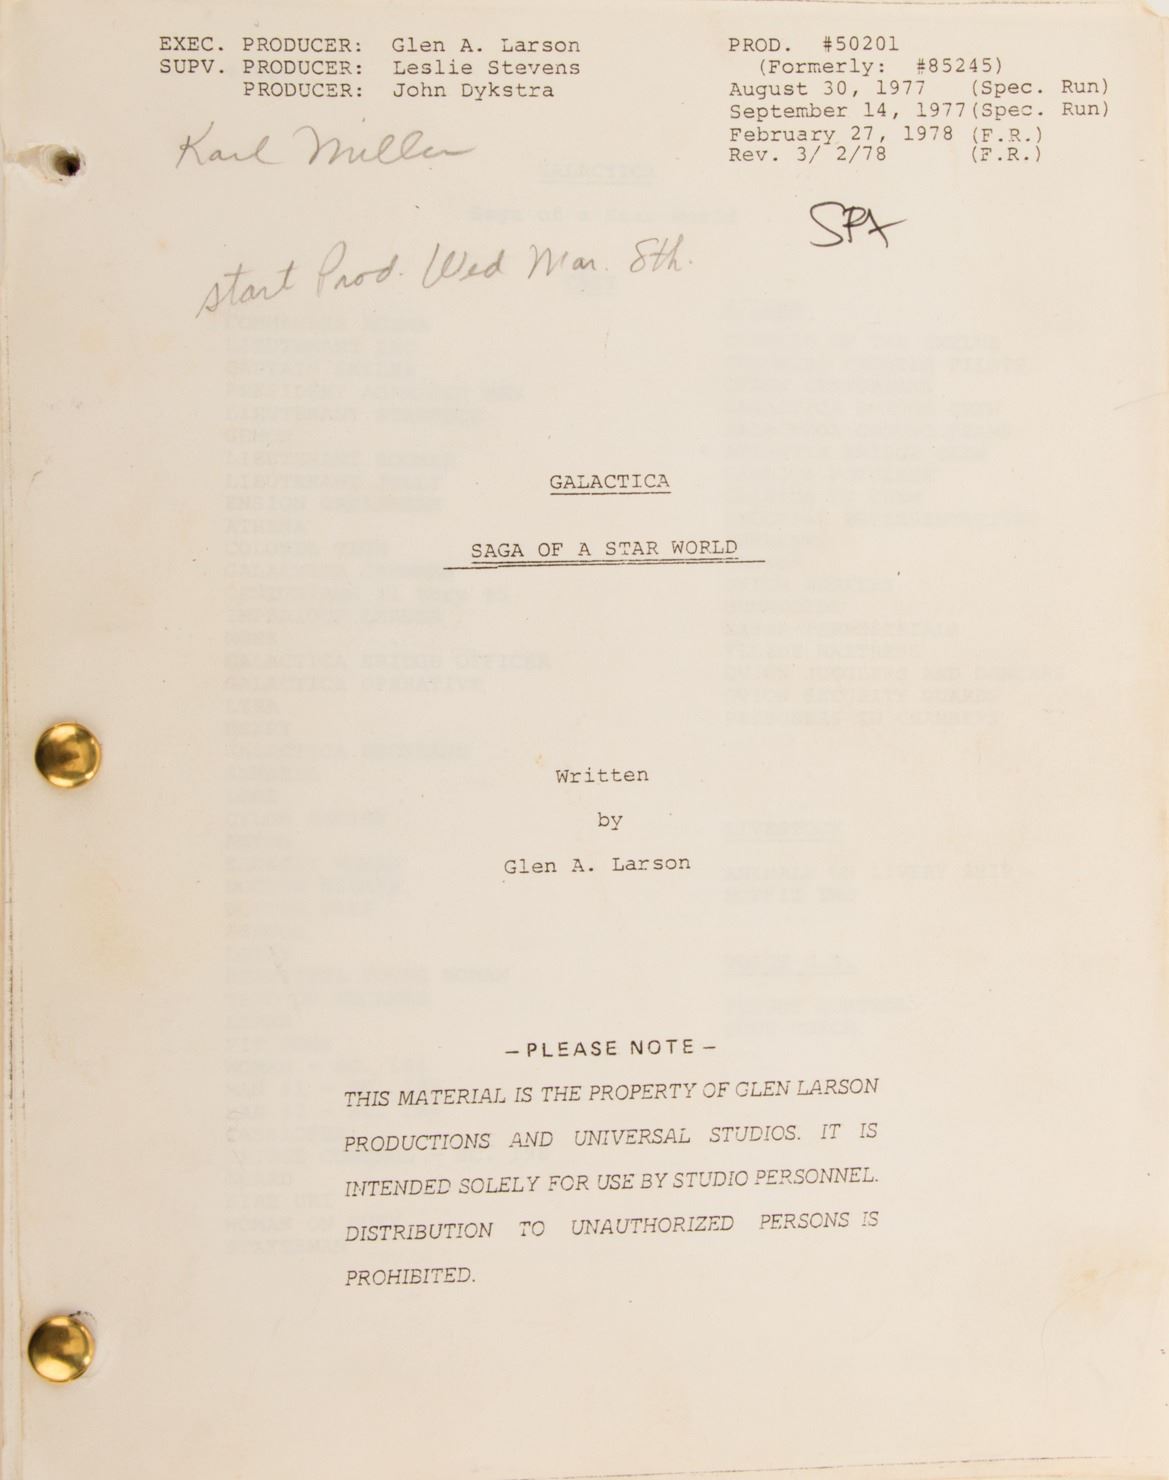 EXEC. PRODUCER: Glen A. Larson
SUPV. PRODUCER: Leslie Stevens
PRODUCER: John Dykstra
PROD. #50201
(Formerly: #85245)
August 30, 1977 (Spec. Run)
September 14, 1977 (Spec. Run)
February 27, 1978 (F.R.)
Rev. 3/ 2/78 (F.R.)
Karl Miller
SPA
start Prod. Wed Mar. 8th.
GALACTICA
SAGA OF A STAR WORLD
Written
by
Glen A. Larson
– PLEASE NOTE –
THIS MATERIAL IS THE PROPERTY OF GLEN LARSON
PRODUCTIONS AND UNIVERSAL STUDIOS. IT IS
INTENDED SOLELY FOR USE BY STUDIO PERSONNEL.
DISTRIBUTION TO UNAUTHORIZED PERSONS IS
PROHIBITED.